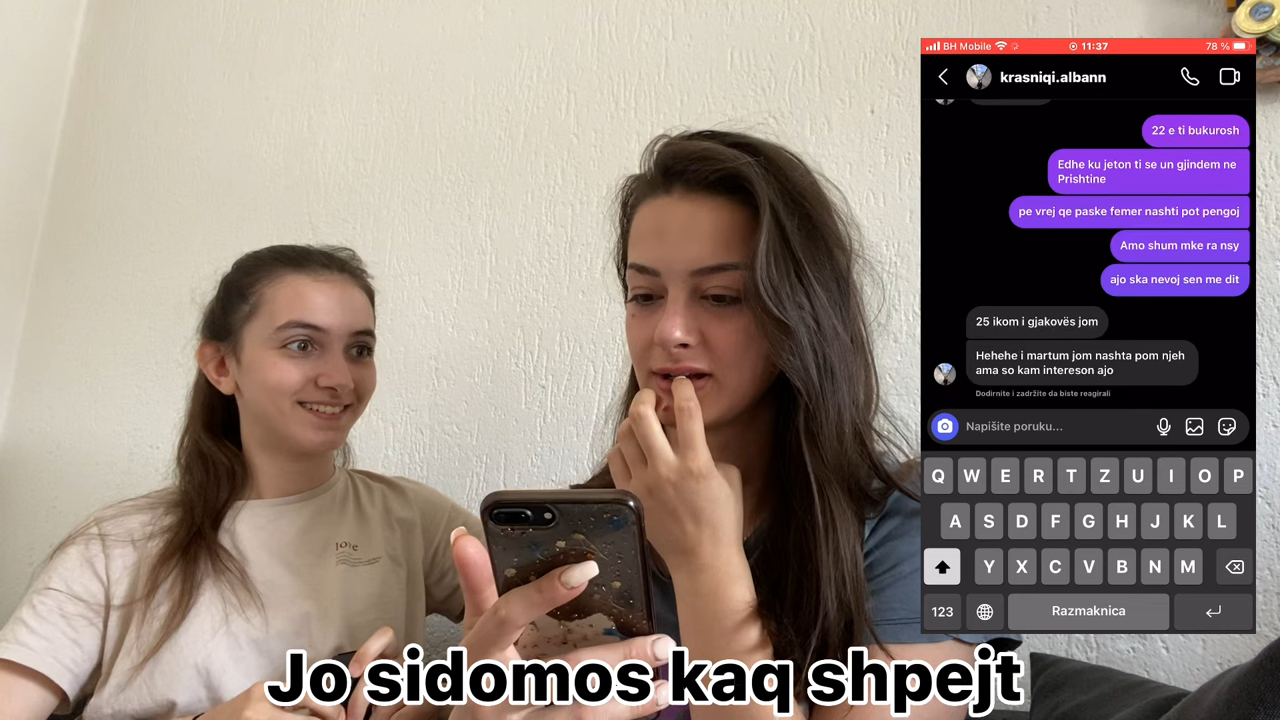 BH Mobile
11:37
78 %
krasniqi.albann
22 e ti bukurosh
Edhe ku jeton ti se un gjindem ne
Prishtine
pe vrej qe paske femer nashti pot pengoj
Amo shum mke ra nsy
ajo ska nevoj sen me dit
25 ikom i gjakovës jom
Hehehe i martum jom nashta pom njeh
ama so kam intereson ajo
Dodirnite i zadržite da biste reagirali
Napišite poruku...
Q W E R T Z U I O P
A S D F G H J K L
Y X C V B N M
123
Razmaknica
Jo sidomos kaq shpejt